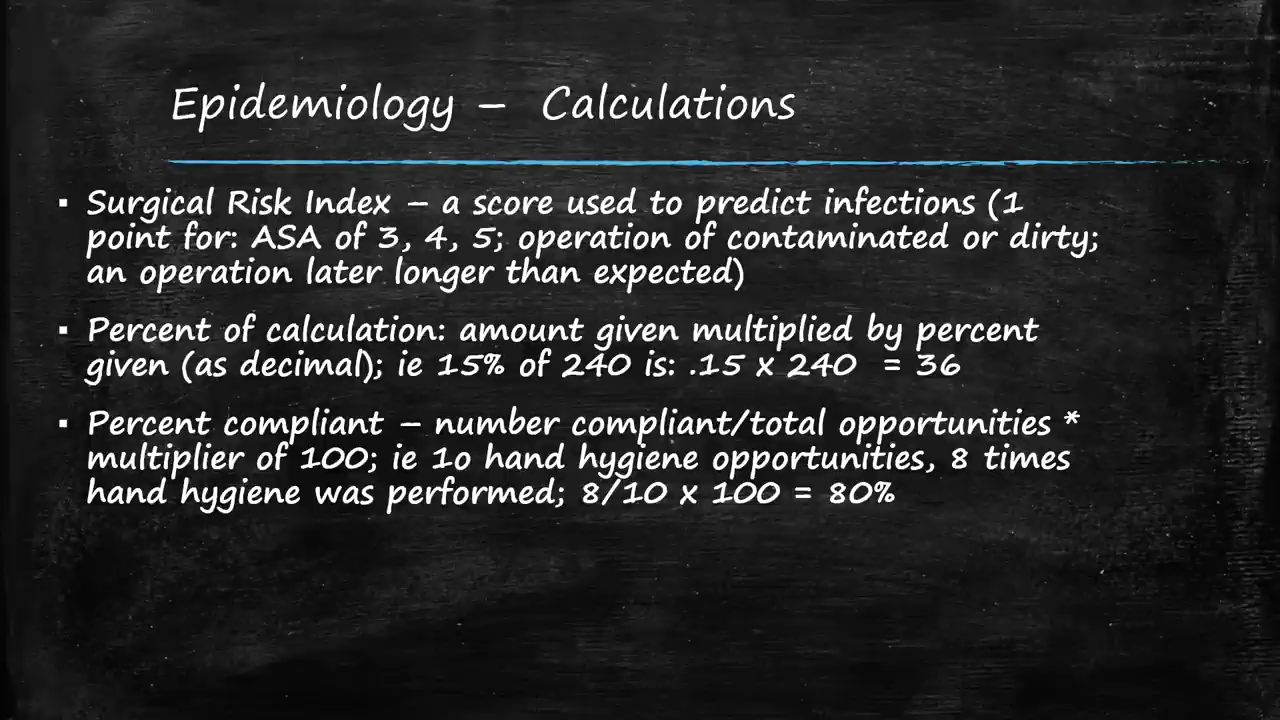 Epidemiology – Calculations
▪ Surgical Risk Index – a score used to predict infections (1
point for: ASA of 3, 4, 5; operation of contaminated or dirty;
an operation later longer than expected)
▪ Percent of calculation: amount given multiplied by percent
given (as decimal); ie 15% of 240 is: .15 x 240 = 36
▪ Percent compliant – number compliant/total opportunities *
multiplier of 100; ie 1o hand hygiene opportunities, 8 times
hand hygiene was performed; 8/10 x 100 = 80%